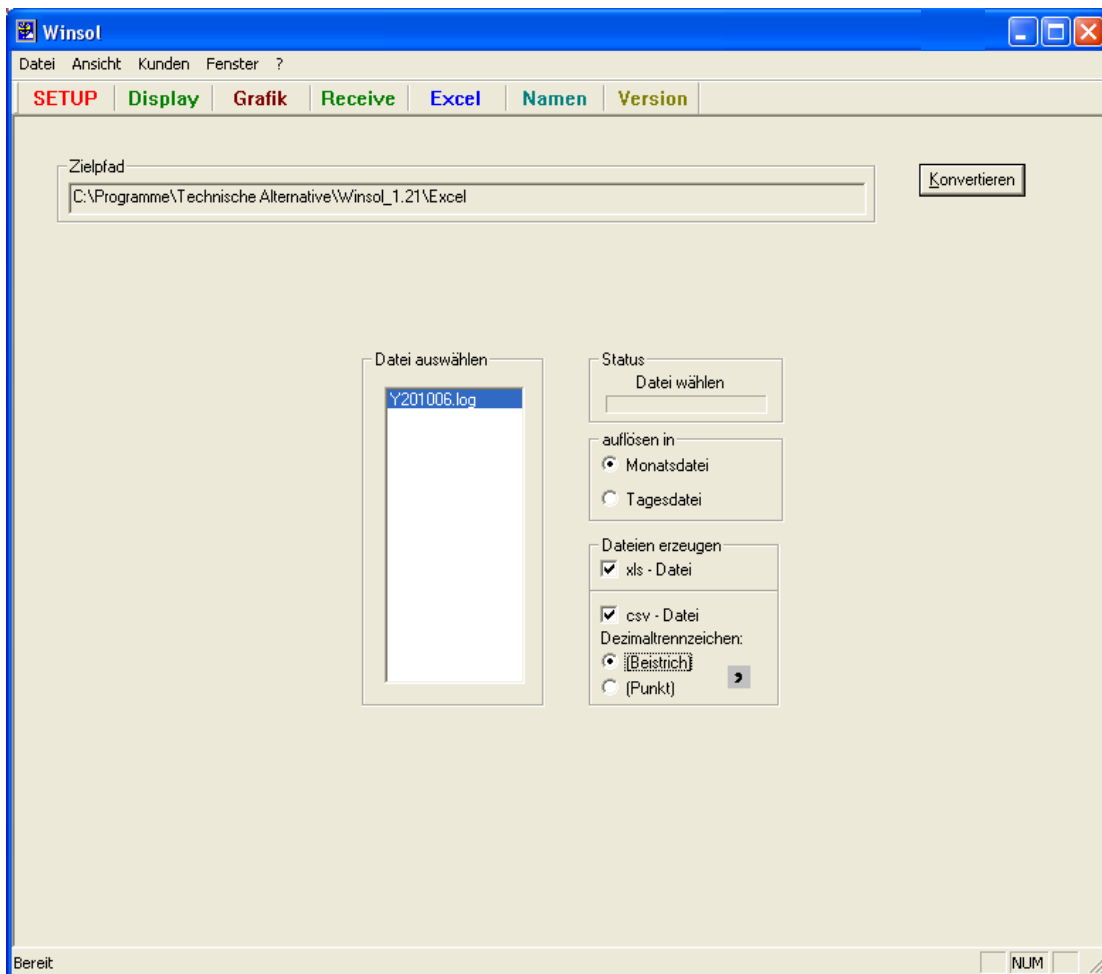 Winsol
Datei Ansicht Kunden Fenster ?
SETUP Display Grafik Receive Excel Namen Version
Zielpfad
C:\Programme\Technische Alternative\Winsol_1.21\Excel
Konvertieren
Datei auswählen
Y201006.log
Status
Datei wählen
auflösen in
Monatsdatei
Tagesdatei
Dateien erzeugen
xls - Datei
csv - Datei
Dezimaltrennzeichen:
(Beistrich)
(Punkt)
,
Bereit
NUM